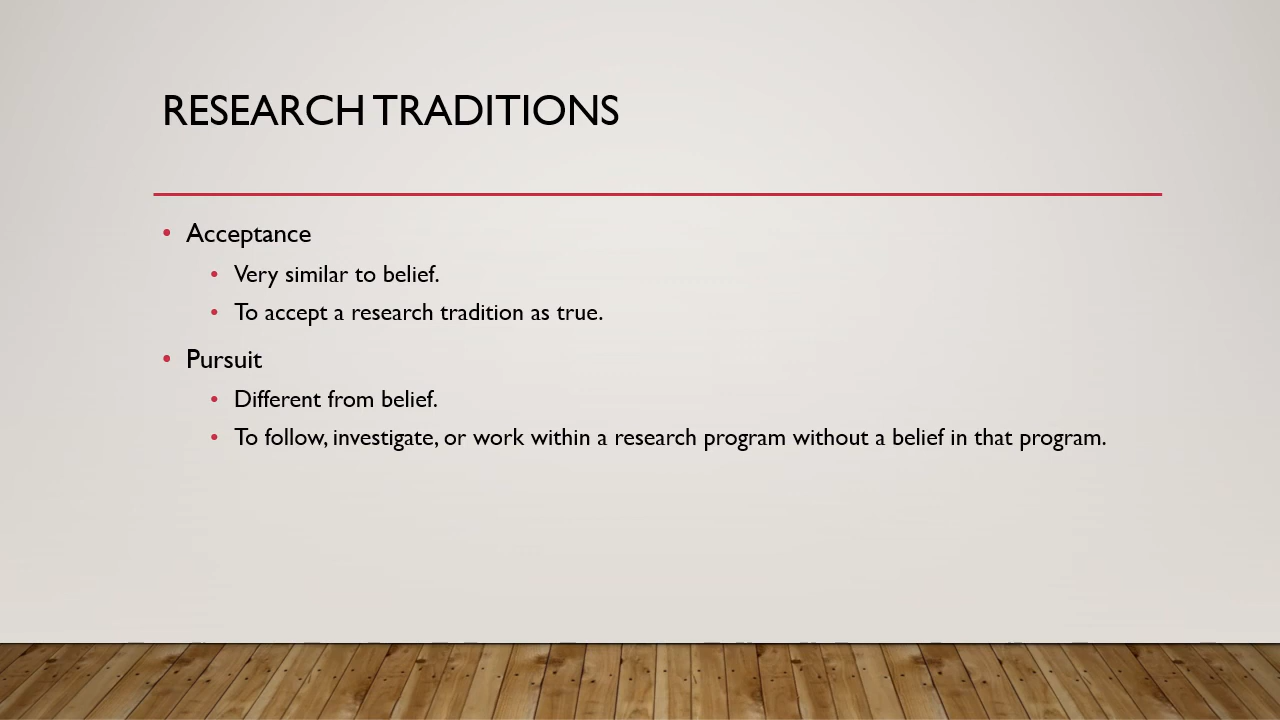 RESEARCH TRADITIONS
• Acceptance
• Very similar to belief.
• To accept a research tradition as true.
• Pursuit
• Different from belief.
• To follow, investigate, or work within a research program without a belief in that program.